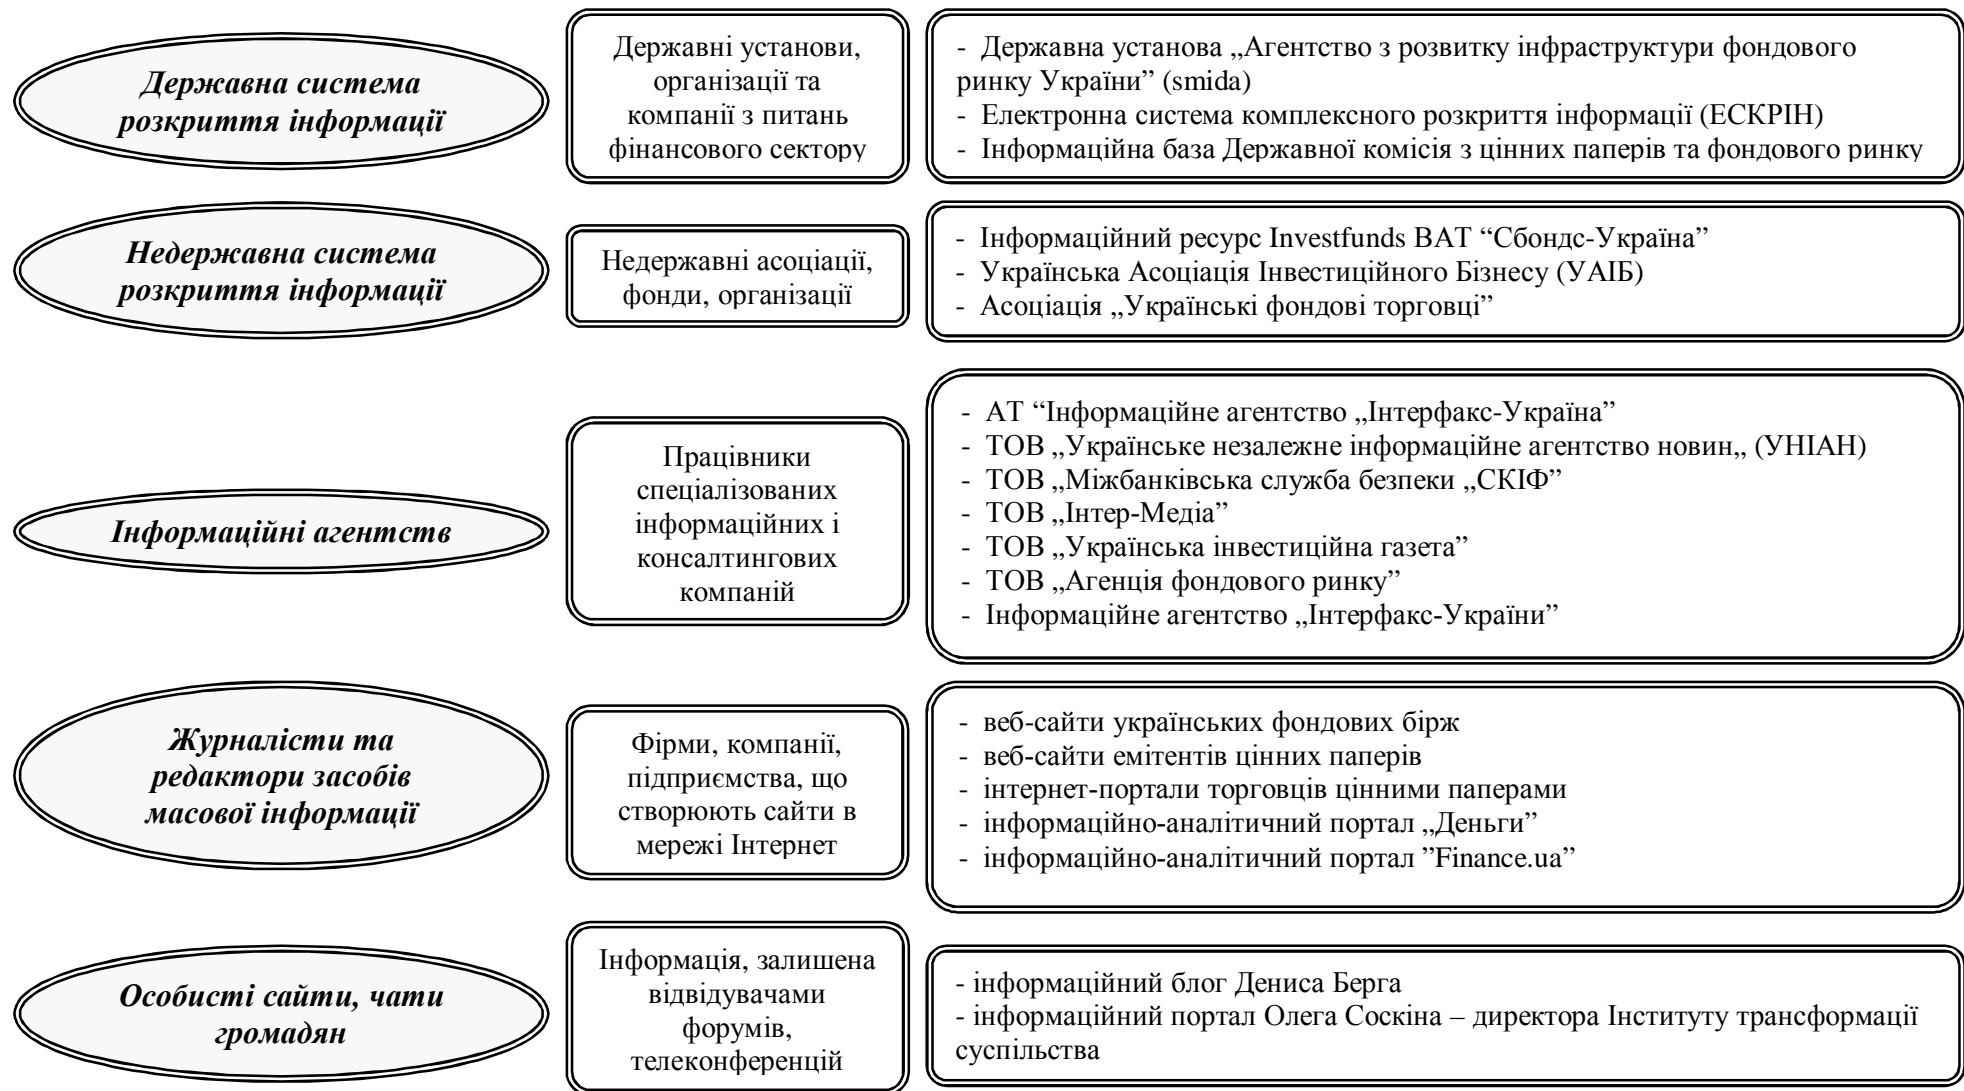 Державна система
розкриття інформації
Державні установи,
організації та
компанії з питань
фінансового сектору
- Державна установа „Агентство з розвитку інфраструктури фондового
ринку України” (smida)
- Електронна система комплексного розкриття інформації (ЕСКРІН)
- Інформаційна база Державної комісія з цінних паперів та фондового ринку
Недержавна система
розкриття інформації
Недержавні асоціації,
фонди, організації
- Інформаційний ресурс Investfunds ВАТ “Сбондс-Україна”
- Українська Асоціація Інвестиційного Бізнесу (УАІБ)
- Асоціація „Українські фондові торговці”
Інформаційні агентств
Працівники
спеціалізованих
інформаційних і
консалтингових
компаній
- АТ “Інформаційне агентство „Інтерфакс-Україна”
- ТОВ „Українське незалежне інформаційне агентство новин„ (УНІАН)
- ТОВ „Міжбанківська служба безпеки „СКІФ”
- ТОВ „Інтер-Медіа”
- ТОВ „Українська інвестиційна газета”
- ТОВ „Агенція фондового ринку”
- Інформаційне агентство „Інтерфакс-України”
Журналісти та
редактори засобів
масової інформації
Фірми, компанії,
підприємства, що
створюють сайти в
мережі Інтернет
- веб-сайти українських фондових бірж
- веб-сайти емітентів цінних паперів
- інтернет-портали торговців цінними паперами
- інформаційно-аналітичний портал „Деньги”
- інформаційно-аналітичний портал ”Finance.ua”
Особисті сайти, чати
громадян
Інформація, залишена
відвідувачами
форумів,
телеконференцій
- інформаційний блог Дениса Берга
- інформаційний портал Олега Соскіна – директора Інституту трансформації
суспільства